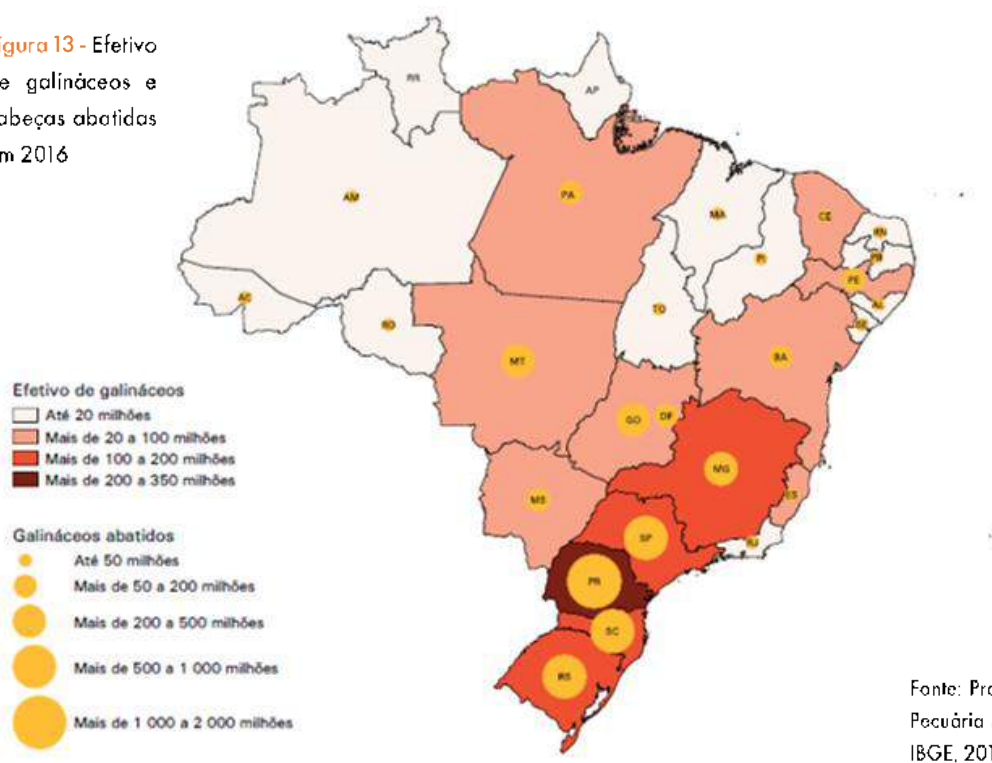 igura 13 - Efetivo
e galináceos e
abeças abatidas
m 2016
RR
AP
AM
PA
MA
CE
RN
PB
PI
PE
AL
SE
AC
RO
TO
MT
BA
GO
DF
MG
ES
MS
SP
RJ
PR
SC
RS
Efetivo de galináceos
Até 20 milhões
Mais de 20 a 100 milhões
Mais de 100 a 200 milhões
Mais de 200 a 350 milhões
Galináceos abatidos
Até 50 milhões
Mais de 50 a 200 milhões
Mais de 200 a 500 milhões
Mais de 500 a 1 000 milhões
Mais de 1 000 a 2 000 milhões
Fonte: Pro
Pecuária
IBGE, 201